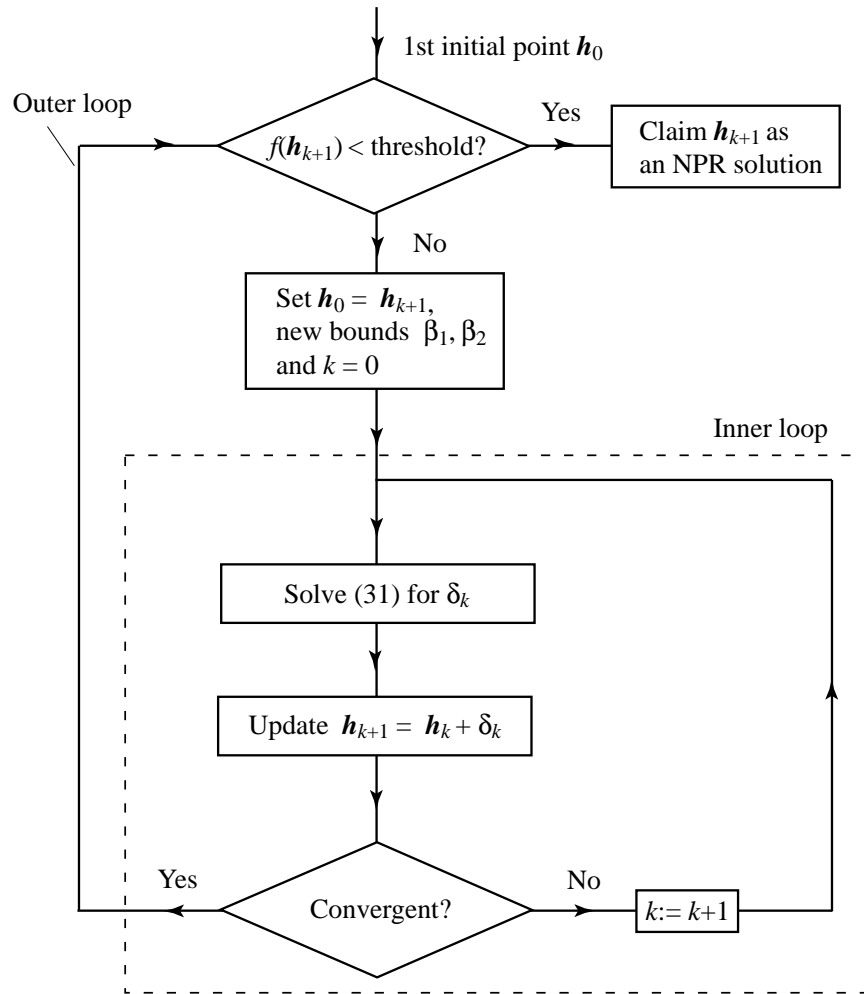 1st initial point h₀
Outer loop
Yes
f(hₖ₊₁) < threshold?
Claim hₖ₊₁ as
an NPR solution
No
Set h₀ = hₖ₊₁,
new bounds β₁, β₂
and k = 0
Inner loop
Solve (31) for δₖ
Update hₖ₊₁ = hₖ + δₖ
Yes
Convergent?
No
k:= k+1